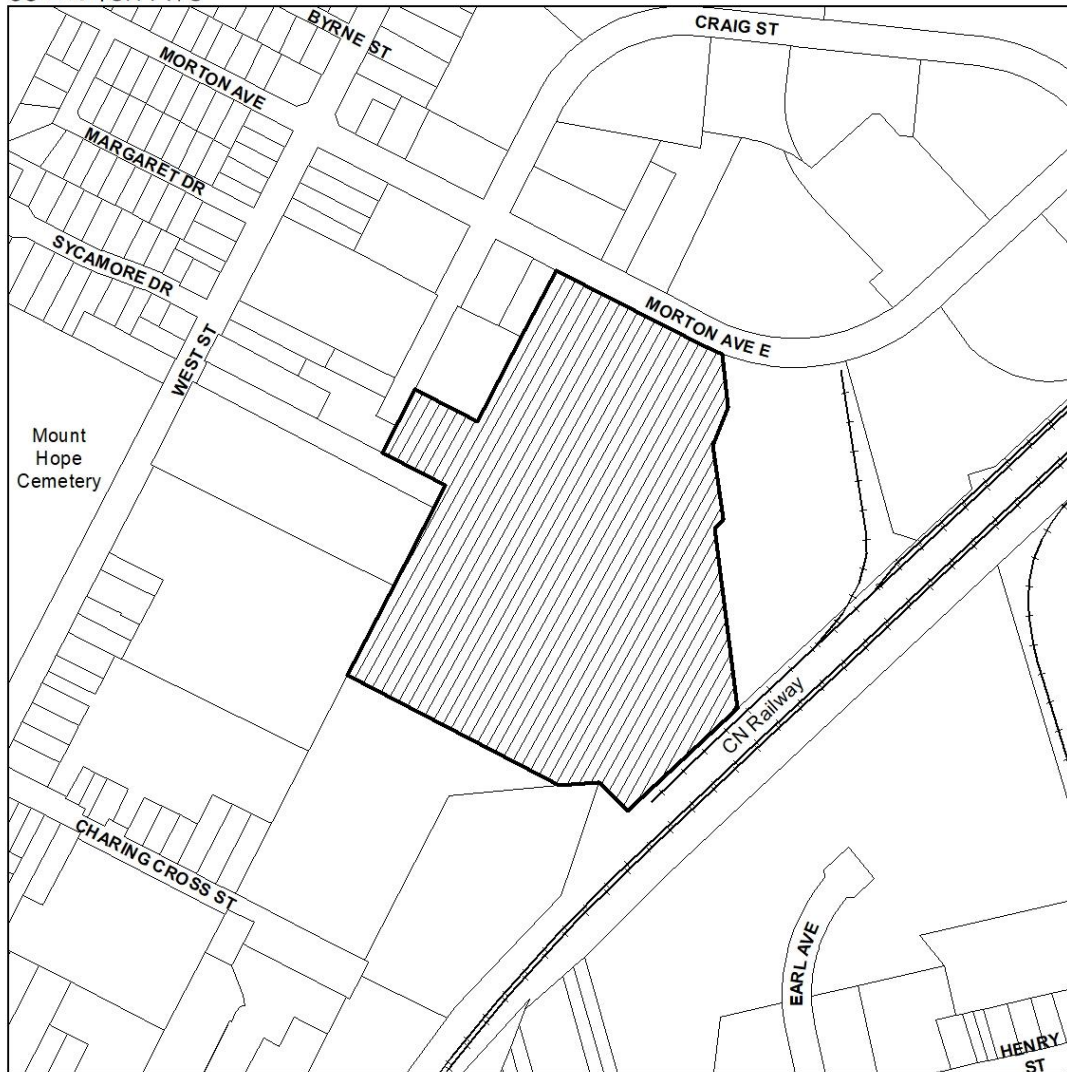 BYRNE ST
CRAIG ST
MORTON AVE
MARGARET DR
SYCAMORE DR
MORTON AVE E
WEST ST
Mount
Hope
Cemetery
CN Railway
CHARING CROSS ST
EARL AVE
HENRY
ST